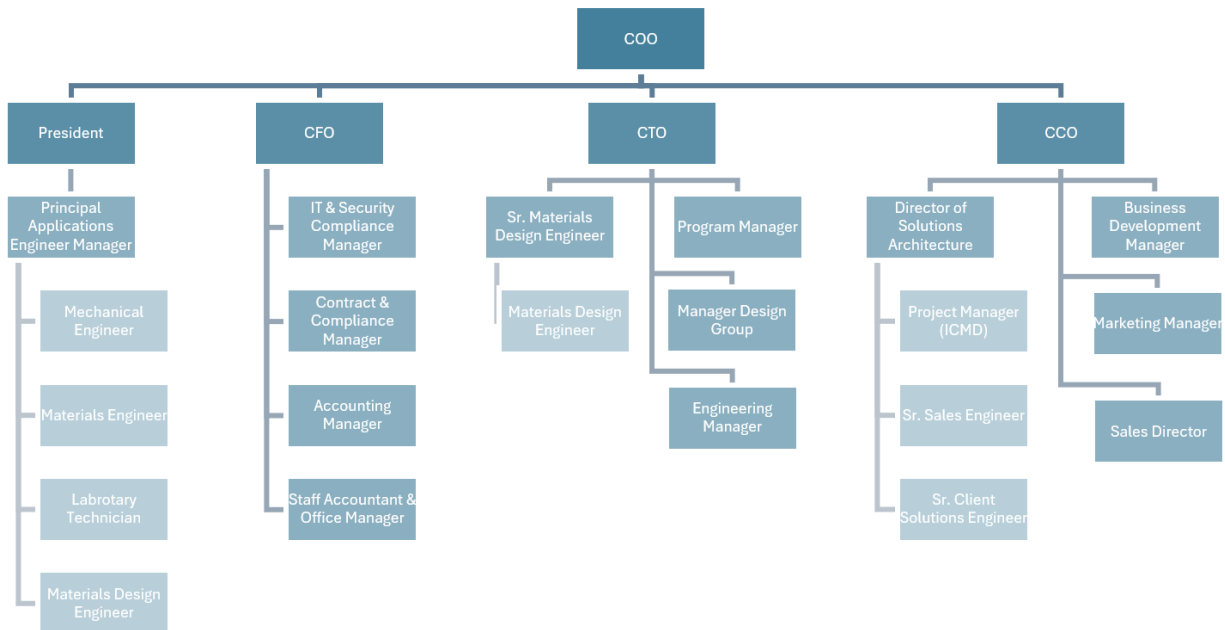 COO
President
CFO
CTO
CCO
Principal
Applications
Engineer Manager
Mechanical
Engineer
Materials Engineer
Labrotary
Technician
Materials Design
Engineer
IT & Security
Compliance
Manager
Contract &
Compliance
Manager
Accounting
Manager
Staff Accountant &
Office Manager
Sr. Materials
Design Engineer
Materials Design
Engineer
Program Manager
Manager Design
Group
Engineering
Manager
Director of
Solutions
Architecture
Project Manager
(ICMD)
Sr. Sales Engineer
Sr. Client
Solutions Engineer
Business
Development
Manager
Marketing Manager
Sales Director